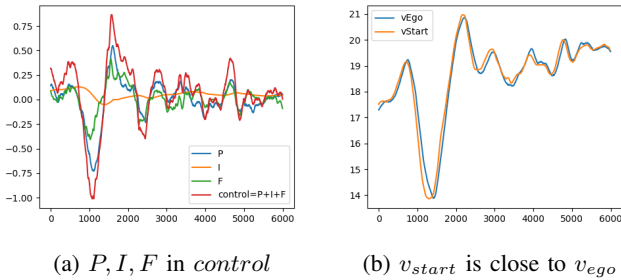 0.75
0.50
0.25
0.00
-0.25
-0.50
-0.75
-1.00
0 1000 2000 3000 4000 5000 6000
P
I
F
control=P+I+F
(a) P, I, F in control
21
20
19
18
17
16
15
14
0 1000 2000 3000 4000 5000 6000
vEgo
vStart
(b) v_start is close to v_ego